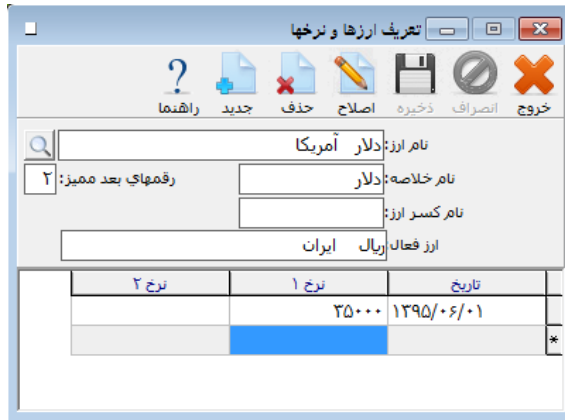 تعریف ارزها و نرخها
خروج انصراف ذخیره اصلاح حذف جدید راهنما
نام ارز: دلار آمریکا
نام خلاصه: دلار رقمهاي بعد ممیز: ۲
نام کسر ارز:
ارز فعال: ریال ایران
تاریخ نرخ ۱ نرخ ۲
۱۳۹۵/۰۶/۰۱ ۳۵۰۰۰
*